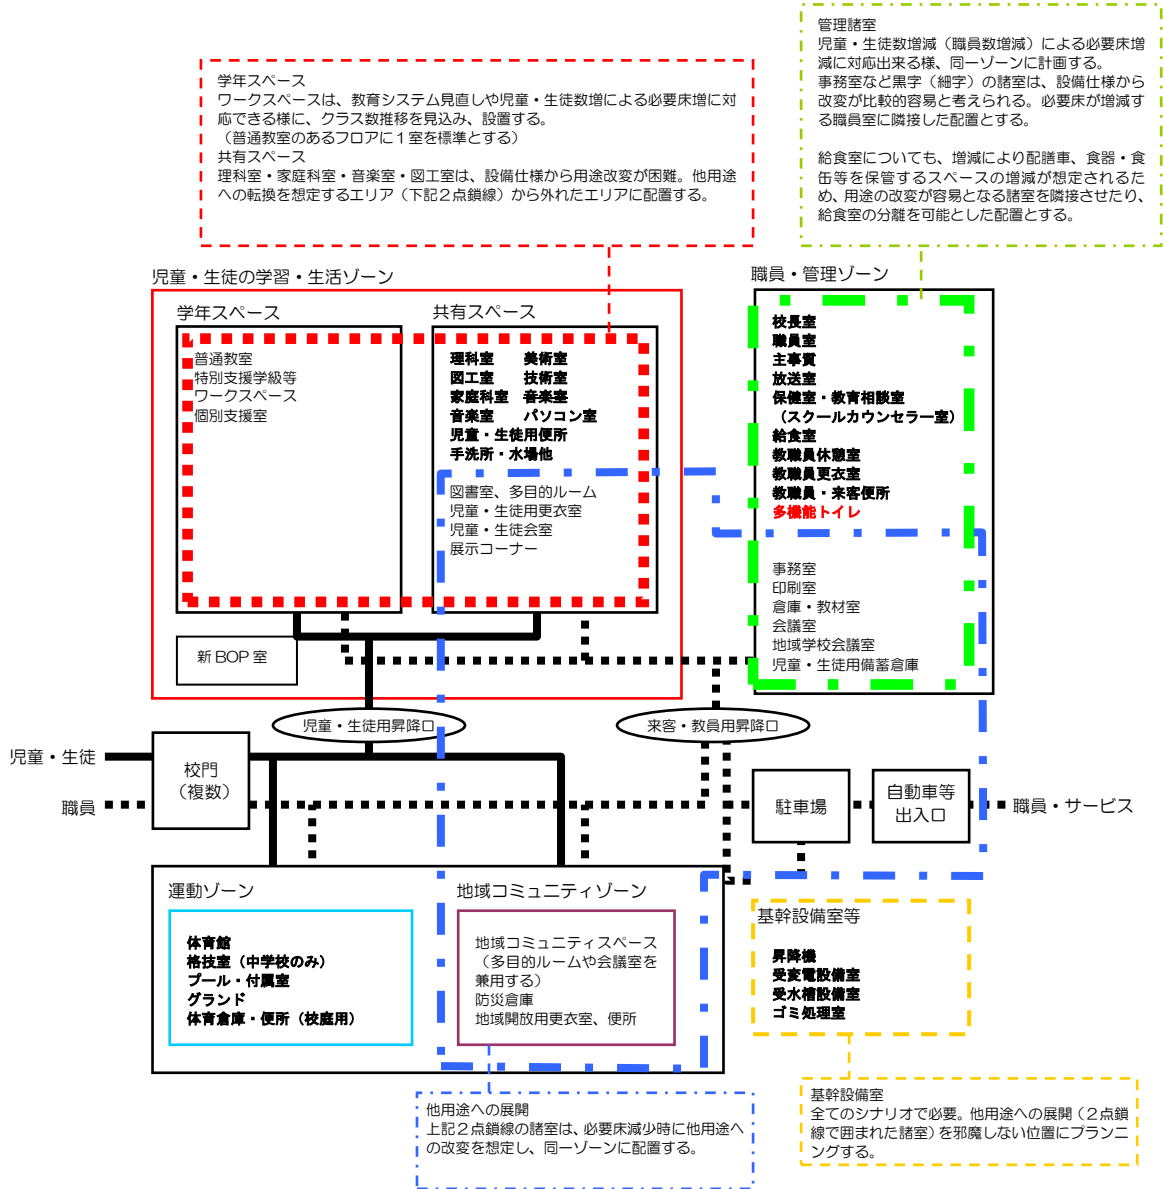 管理諸室
児童・生徒数増減（職員数増減）による必要床増
減に対応出来る様、同一ゾーンに計画する。
事務室など黒字（細字）の諸室は、設備仕様から
改変が比較的容易と考えられる。必要床が増減す
る職員室に隣接した配置とする。
給食室についても、増減により配膳車、食器・食
缶等を保管するスペースの増減が想定されるた
め、用途の改変が容易となる諸室を隣接させたり、
給食室の分離を可能とした配置とする。
学年スペース
ワークスペースは、教育システム見直しや児童・生徒数増による必要床増に対
応できる様に、クラス数推移を見込み、設置する。
（普通教室のあるフロアに１室を標準とする）
共有スペース
理科室・家庭科室・音楽室・図工室は、設備仕様から用途改変が困難。他用途
への転換を想定するエリア（下記２点鎖線）から外れたエリアに配置する。
児童・生徒の学習・生活ゾーン
学年スペース
普通教室
特別支援学級等
ワークスペース
個別支援室
共有スペース
理科室　美術室
図工室　技術室
家庭科室　音楽室
音楽室　パソコン室
児童・生徒用便所
手洗所・水場他
図書室、多目的ルーム
児童・生徒用更衣室
児童・生徒会室
展示コーナー
新 BOP 室
職員・管理ゾーン
校長室
職員室
主事質
放送室
保健室・教育相談室
（スクールカウンセラー室）
給食室
教職員休憩室
教職員更衣室
教職員・来客便所
多機能トイレ
事務室
印刷室
倉庫・教材室
会議室
地域学校会議室
児童・生徒用備蓄倉庫
児童・生徒用昇降口
来客・教員用昇降口
児童・生徒
職員
校門
（複数）
駐車場
自動車等
出入口
職員・サービス
運動ゾーン
体育館
格技室（中学校のみ）
プール・付属室
グランド
体育倉庫・便所（校庭用）
地域コミュニティゾーン
地域コミュニティスペース
（多目的ルームや会議室を
兼用する）
防災倉庫
地域開放用更衣室、便所
基幹設備室等
昇降機
受変電設備室
受水槽設備室
ゴミ処理室
他用途への展開
上記２点鎖線の諸室は、必要床減少時に他用途へ
の改変を想定し、同一ゾーンに配置する。
基幹設備室
全てのシナリオで必要。他用途への展開（２点鎖
線で囲まれた諸室）を邪魔しない位置にプランニ
ングする。